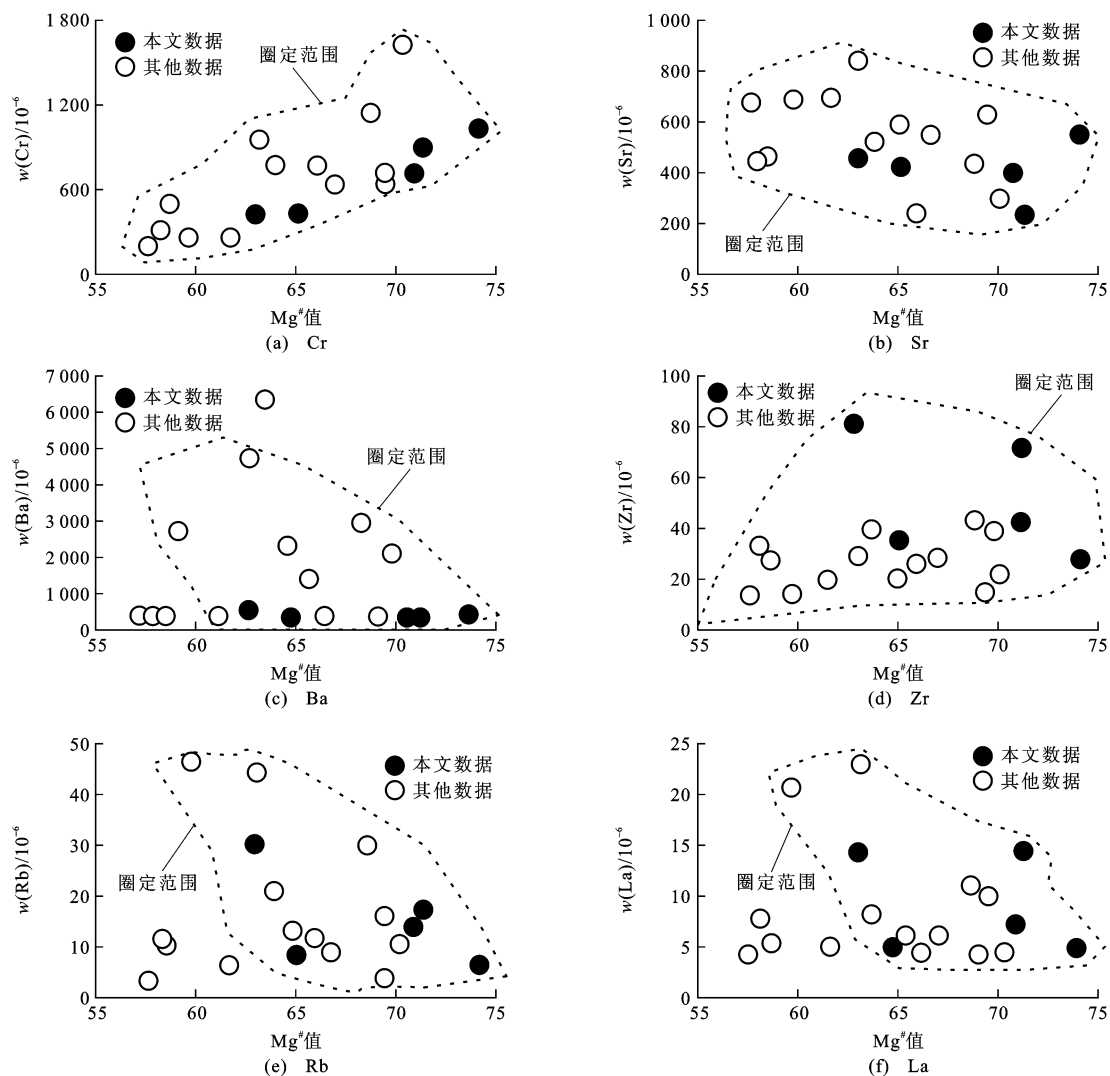 1 800
1 200
600
0
w(Cr)/10⁻⁶
本文数据
其他数据
圈定范围
55 60 65 70 75
Mg#值
(a) Cr
1 000
800
600
400
200
0
w(Sr)/10⁻⁶
本文数据
其他数据
圈定范围
55 60 65 70 75
Mg#值
(b) Sr
7 000
6 000
5 000
4 000
3 000
2 000
1 000
0
w(Ba)/10⁻⁶
本文数据
其他数据
圈定范围
55 60 65 70 75
Mg#值
(c) Ba
100
80
60
40
20
0
w(Zr)/10⁻⁶
本文数据
其他数据
圈定范围
55 60 65 70 75
Mg#值
(d) Zr
50
40
30
20
10
0
w(Rb)/10⁻⁶
本文数据
其他数据
圈定范围
55 60 65 70 75
Mg#值
(e) Rb
25
20
15
10
5
0
w(La)/10⁻⁶
本文数据
其他数据
圈定范围
55 60 65 70 75
Mg#值
(f) La